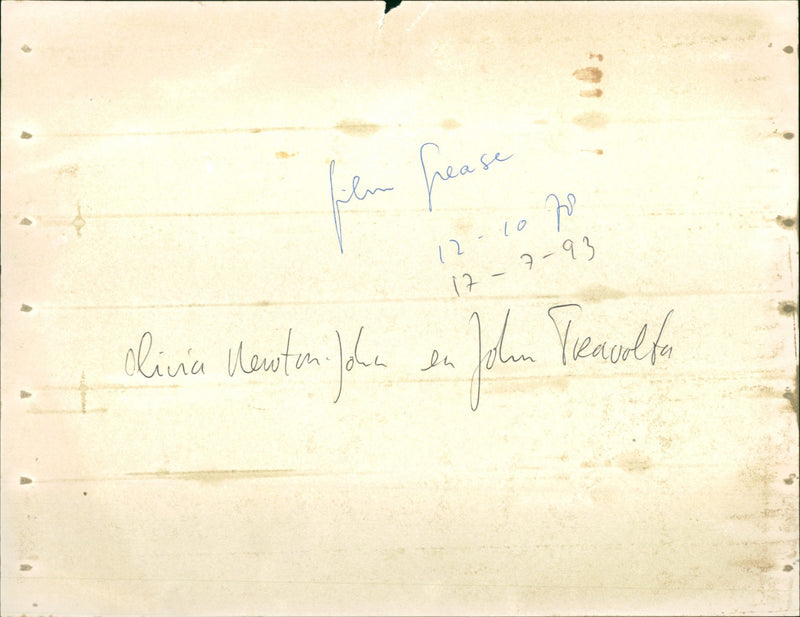 film Grease
12-10 78
17-7-93
Olivia Newton-John en John Travolta